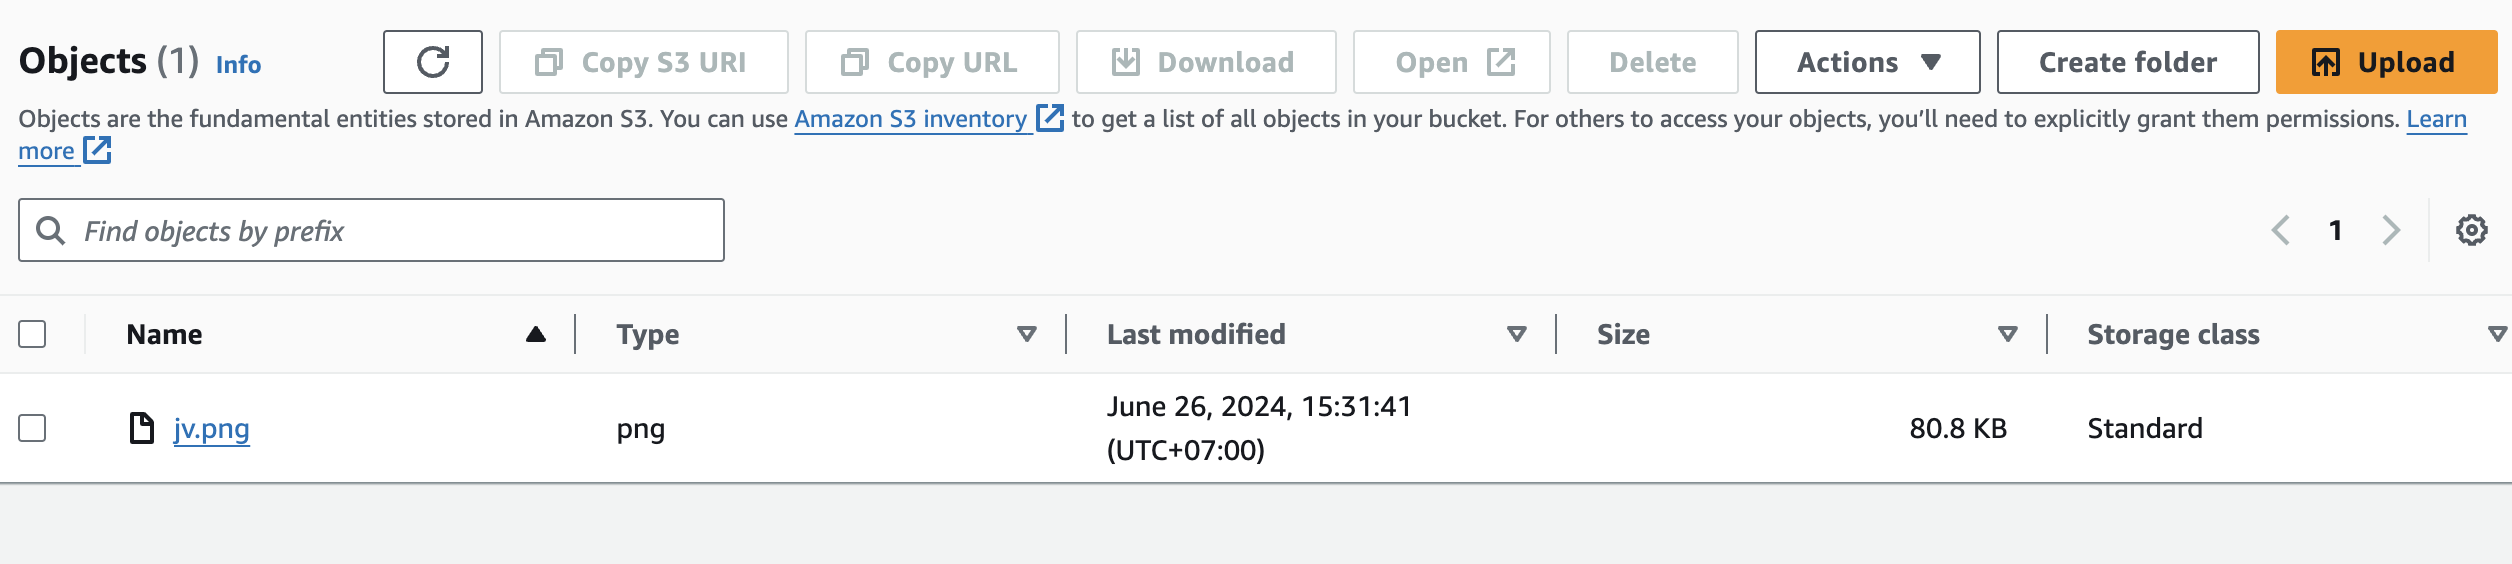 Objects (1) Info Copy S3 URI Copy URL Download Open Delete Actions Create folder Upload
Objects are the fundamental entities stored in Amazon S3. You can use Amazon S3 inventory to get a list of all objects in your bucket. For others to access your objects, you’ll need to explicitly grant them permissions. Learn
more
Find objects by prefix 1
Name Type Last modified Size Storage class
jv.png png June 26, 2024, 15:31:41 80.8 KB Standard
(UTC+07:00)